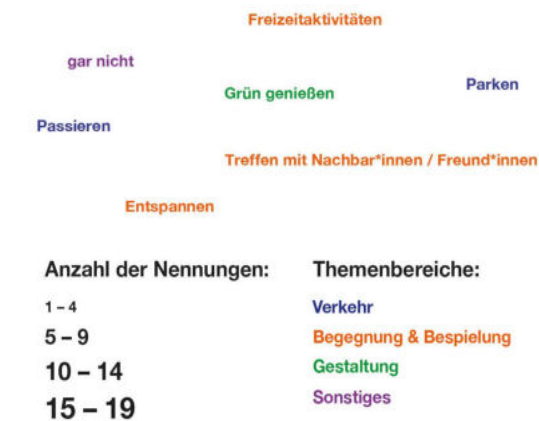 Freizeitaktivitäten
gar nicht
Parken
Grün genießen
Passieren
Treffen mit Nachbar*innen / Freund*innen
Entspannen
Anzahl der Nennungen:
1 – 4
5 – 9
10 – 14
15 – 19
Themenbereiche:
Verkehr
Begegnung & Bespielung
Gestaltung
Sonstiges